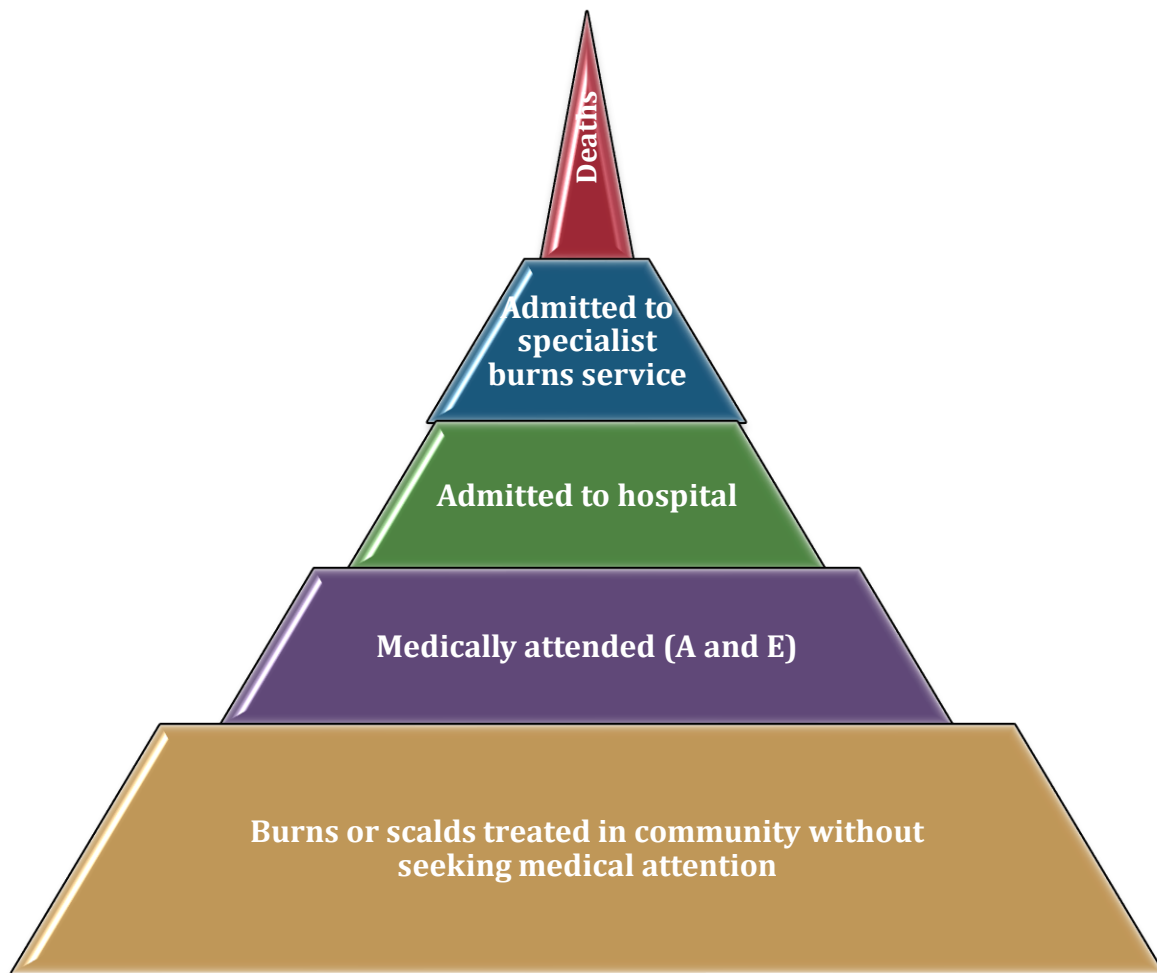 Deaths
Admitted to
specialist
burns service
Admitted to hospital
Medically attended (A and E)
Burns or scalds treated in community without
seeking medical attention